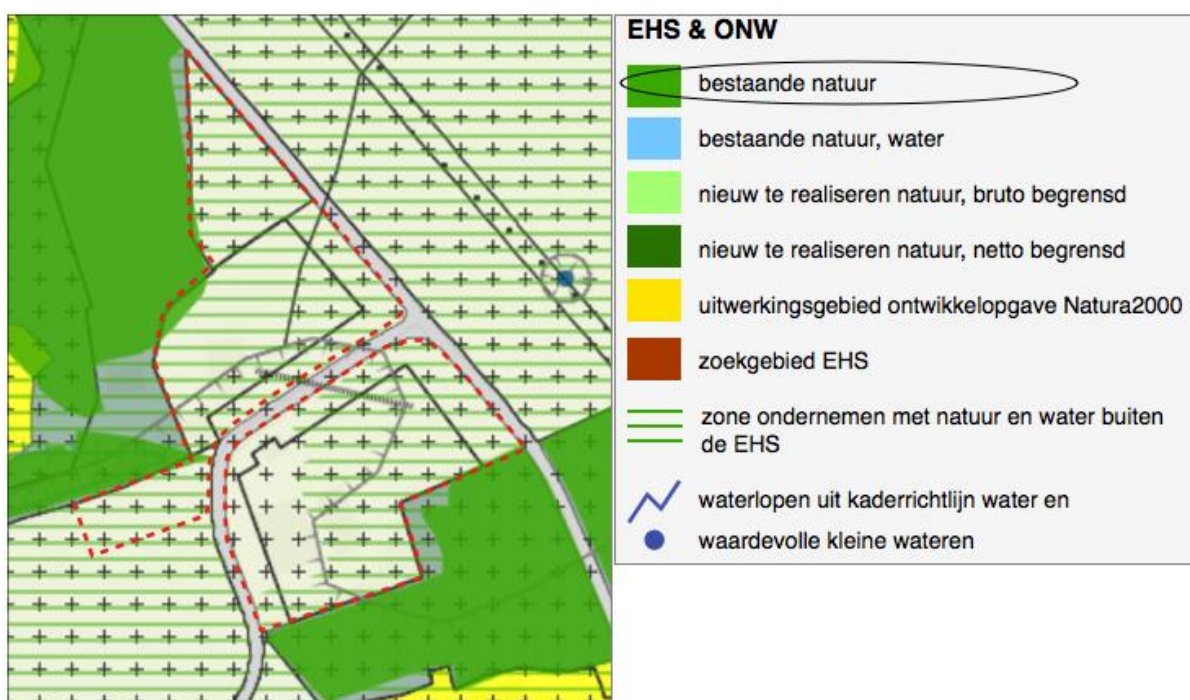 EHS & ONW
bestaande natuur
bestaande natuur, water
nieuw te realiseren natuur, bruto begrensd
nieuw te realiseren natuur, netto begrensd
uitwerkingsgebied ontwikkelopgave Natura2000
zoekgebied EHS
zone ondernemen met natuur en water buiten
de EHS
waterlopen uit kaderrichtlijn water en
waardevolle kleine wateren